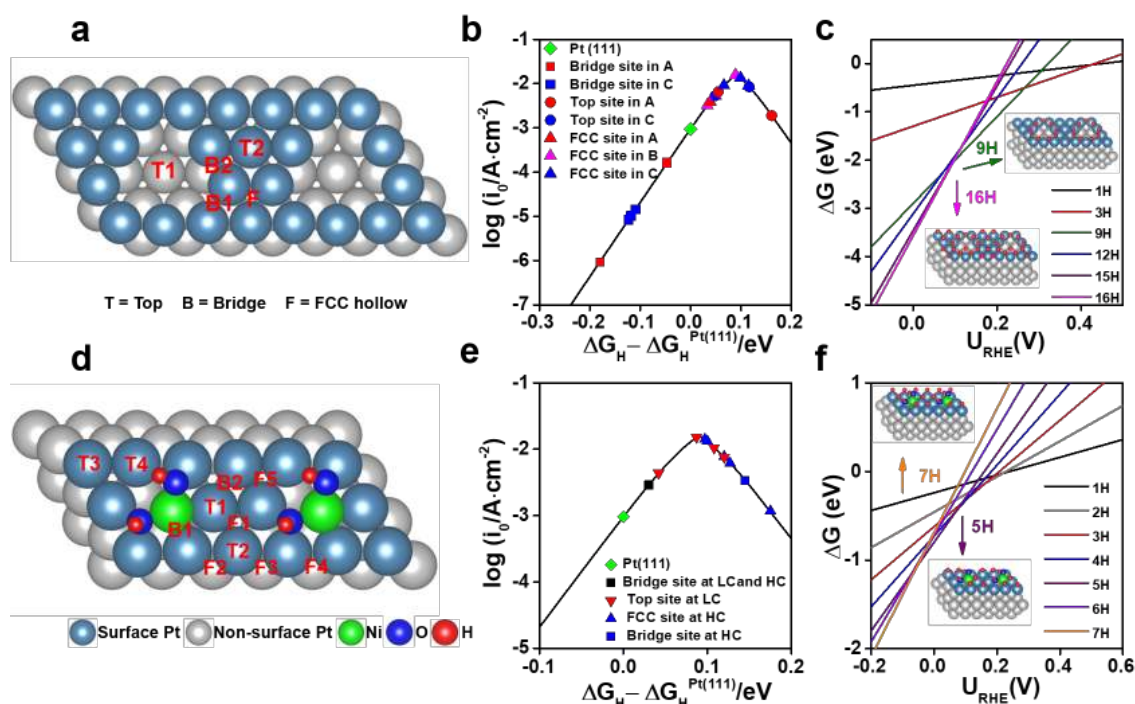 a
T1
T2
B2
B1
F
T = Top B = Bridge F = FCC hollow
b
log (i0/A·cm-2)
-1
-2
-3
-4
-5
-6
-7
Pt (111)
Bridge site in A
Bridge site in C
Top site in A
Top site in C
FCC site in A
FCC site in B
FCC site in C
-0.3 -0.2 -0.1 0.0 0.1 0.2
ΔGH− ΔGHPt(111)/eV
c
ΔG (eV)
0
-1
-2
-3
-4
-5
9H
16H
1H
3H
9H
12H
15H
16H
0.0 0.2 0.4
URHE(V)
d
T3 T4
B2 F5
T1
B1 F1
T2
F2 F3 F4
Surface Pt Non-surface Pt Ni O H
e
log (i0/A·cm-2)
-1
-2
-3
-4
-5
Pt(111)
Bridge site at LCand HC
Top site at LC
FCC site at HC
Bridge site at HC
-0.1 0.0 0.1 0.2
ΔGH− ΔGHPt(111)/eV
f
ΔG (eV)
1
0
-1
-2
7H
5H
1H
2H
3H
4H
5H
6H
7H
-0.2 0.0 0.2 0.4 0.6
URHE(V)